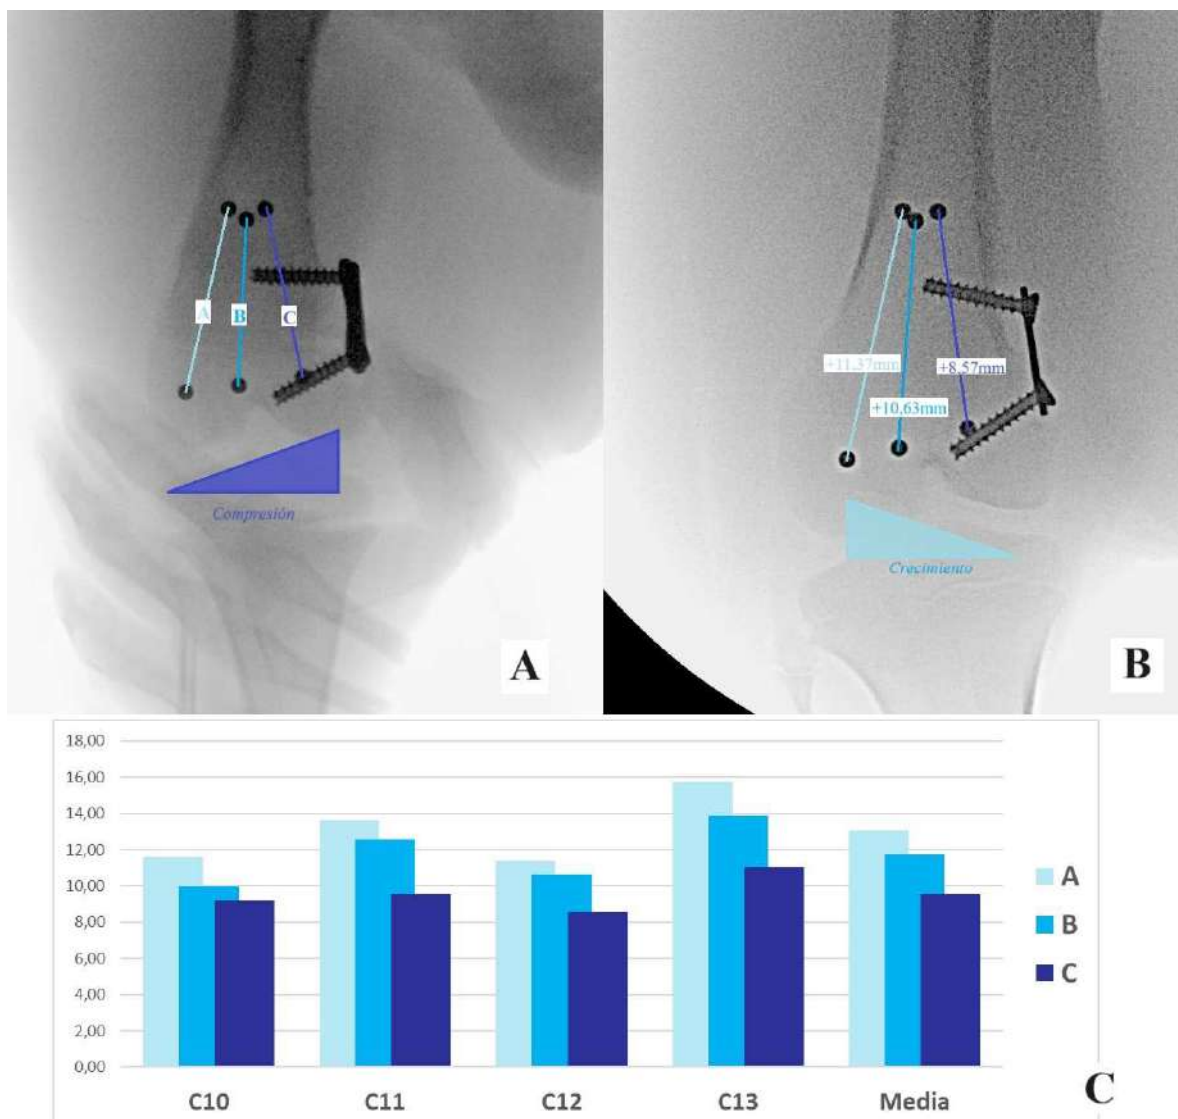 A
B
C
Compresión
A
+11,37mm
+10,63mm
+8,57mm
Crecimiento
B
18,00
16,00
14,00
12,00
10,00
8,00
6,00
4,00
2,00
0,00
C10
C11
C12
C13
Media
A
B
C
C